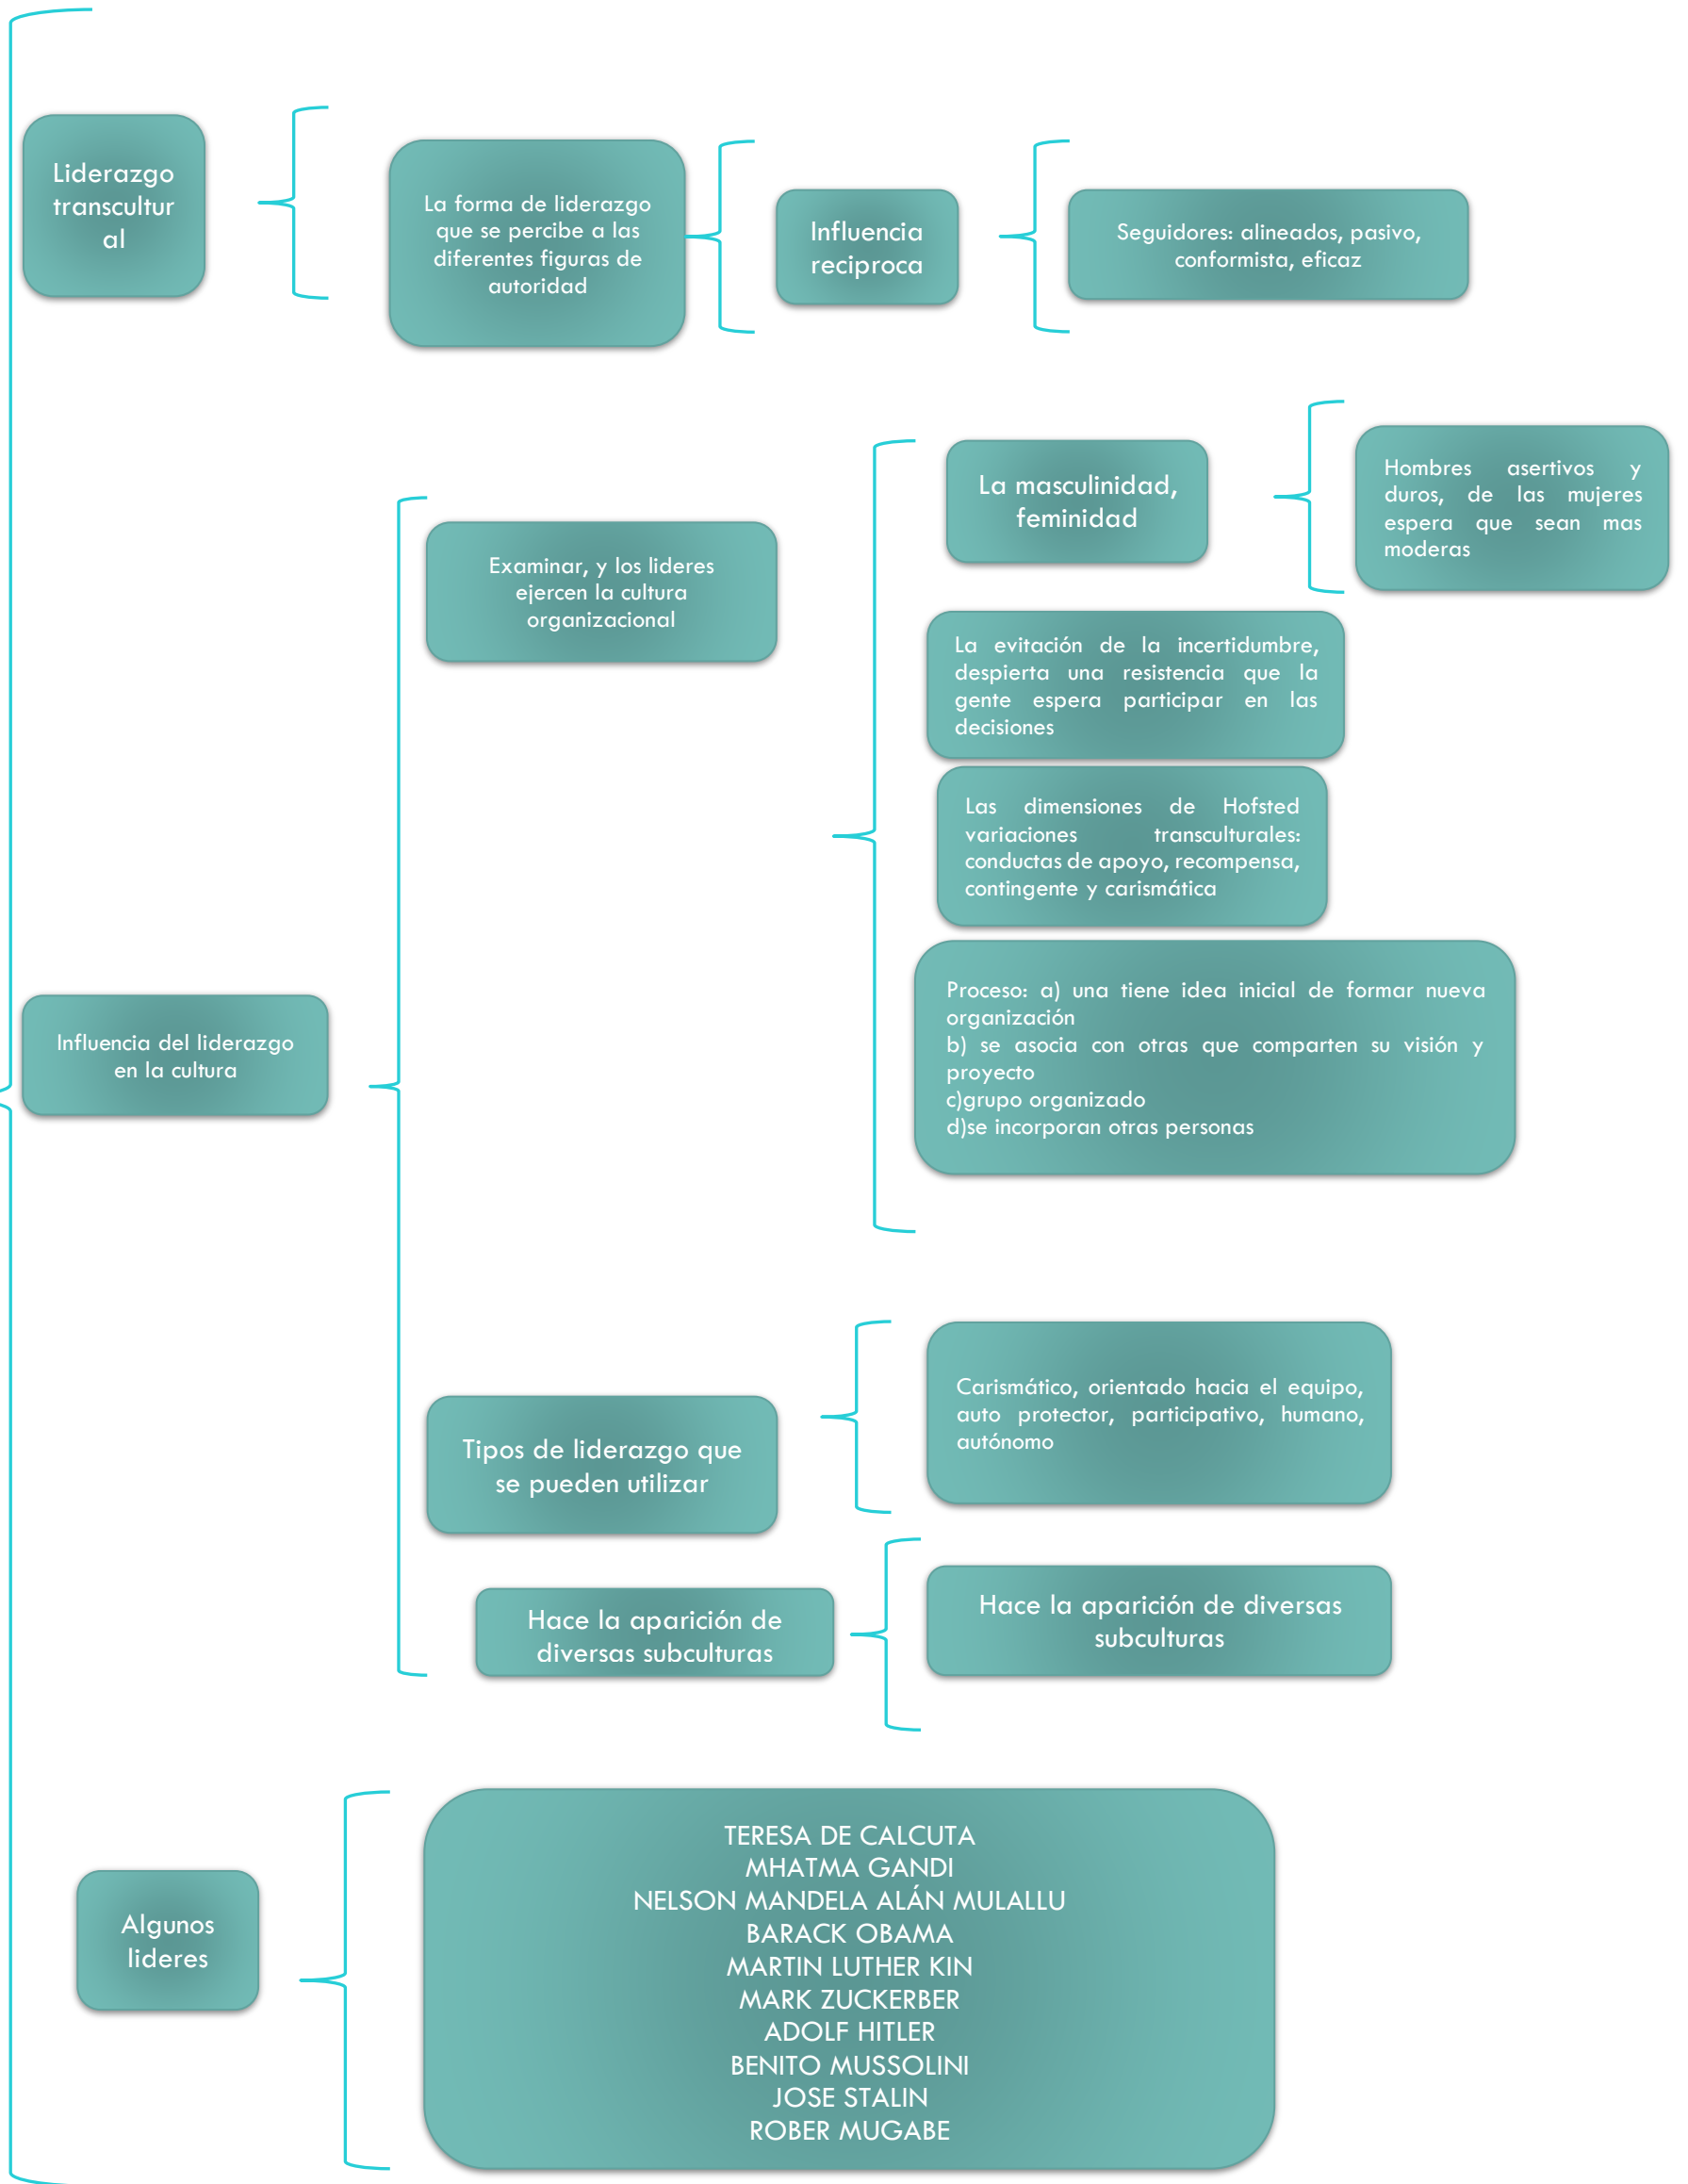 Liderazgo
transcultur
al
La forma de liderazgo
que se percibe a las
diferentes figuras de
autoridad
Influencia
reciproca
Seguidores: alineados, pasivo,
conformista, eficaz
Influencia del liderazgo
en la cultura
Examinar, y los lideres
ejercen la cultura
organizacional
La masculinidad,
feminidad
Hombres asertivos y
duros, de las mujeres
espera que sean mas
moderas
La evitación de la incertidumbre,
despierta una resistencia que la
gente espera participar en las
decisiones
Las dimensiones de Hofsted
variaciones transculturales:
conductas de apoyo, recompensa,
contingente y carismática
Proceso: a) una tiene idea inicial de formar nueva
organización
b) se asocia con otras que comparten su visión y
proyecto
c)grupo organizado
d)se incorporan otras personas
Tipos de liderazgo que
se pueden utilizar
Carismático, orientado hacia el equipo,
auto protector, participativo, humano,
autónomo
Hace la aparición de
diversas subculturas
Hace la aparición de diversas
subculturas
Algunos
lideres
TERESA DE CALCUTA
MHATMA GANDI
NELSON MANDELA ALÁN MULALLU
BARACK OBAMA
MARTIN LUTHER KIN
MARK ZUCKERBER
ADOLF HITLER
BENITO MUSSOLINI
JOSE STALIN
ROBER MUGABE